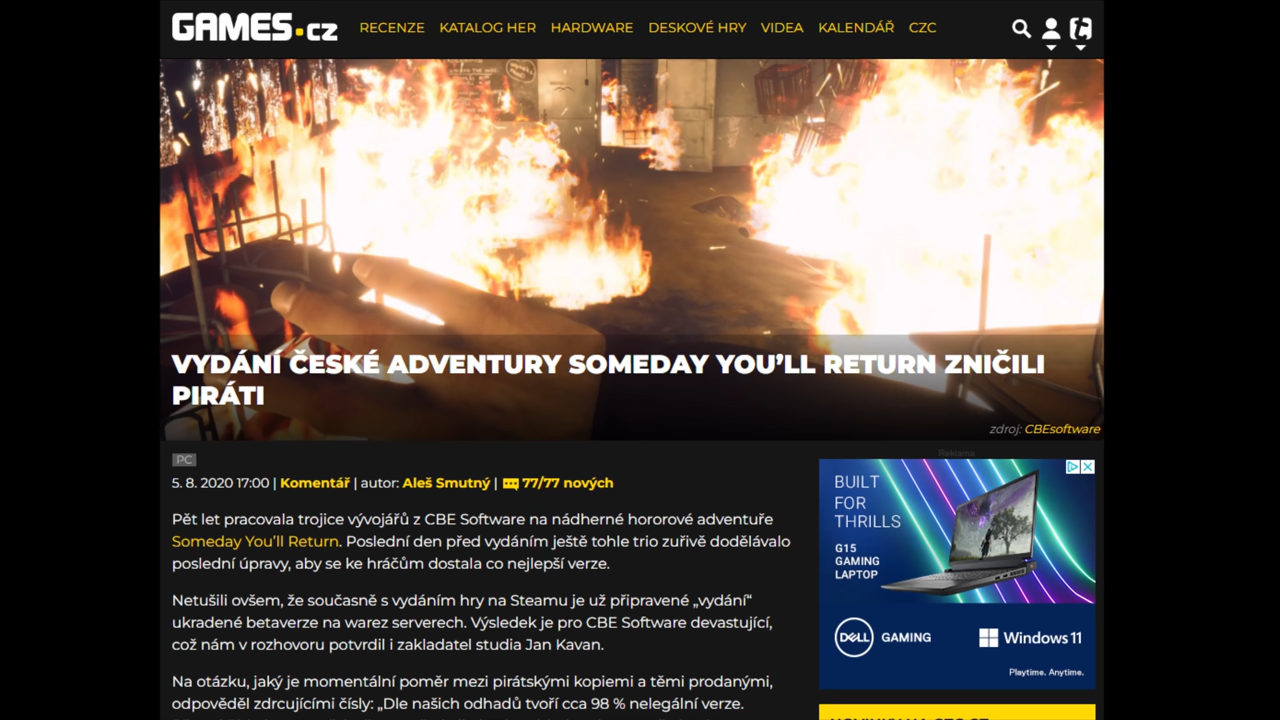 GAMES.cz
RECENZE KATALOG HER HARDWARE DESKOVÉ HRY VIDEA KALENDÁŘ CZC
VYDÁNÍ ČESKÉ ADVENTURY SOMEDAY YOU’LL RETURN ZNIČILI
PIRÁTI
zdroj: CBEsoftware
PC
5. 8. 2020 17:00 | Komentář | autor: Aleš Smutný | 77/77 nových
Pět let pracovala trojice vývojářů z CBE Software na nádherné hororové adventuře
Someday You’ll Return. Poslední den před vydáním ještě tohle trio zuřivě dodělávalo
poslední úpravy, aby se ke hráčům dostala co nejlepší verze.
Netušili ovšem, že současně s vydáním hry na Steamu je už připravené „vydání“
ukradené betaverze na warez serverech. Výsledek je pro CBE Software devastující,
což nám v rozhovoru potvrdil i zakladatel studia Jan Kavan.
Na otázku, jaký je momentální poměr mezi pirátskými kopiemi a těmi prodanými,
odpověděl zdrcujícími čísly: „Dle našich odhadů tvoří cca 98 % nelegální verze.
Reklama
BUILT
FOR
THRILLS
G15
GAMING
LAPTOP
DELL GAMING
Windows 11
Playtime. Anytime.